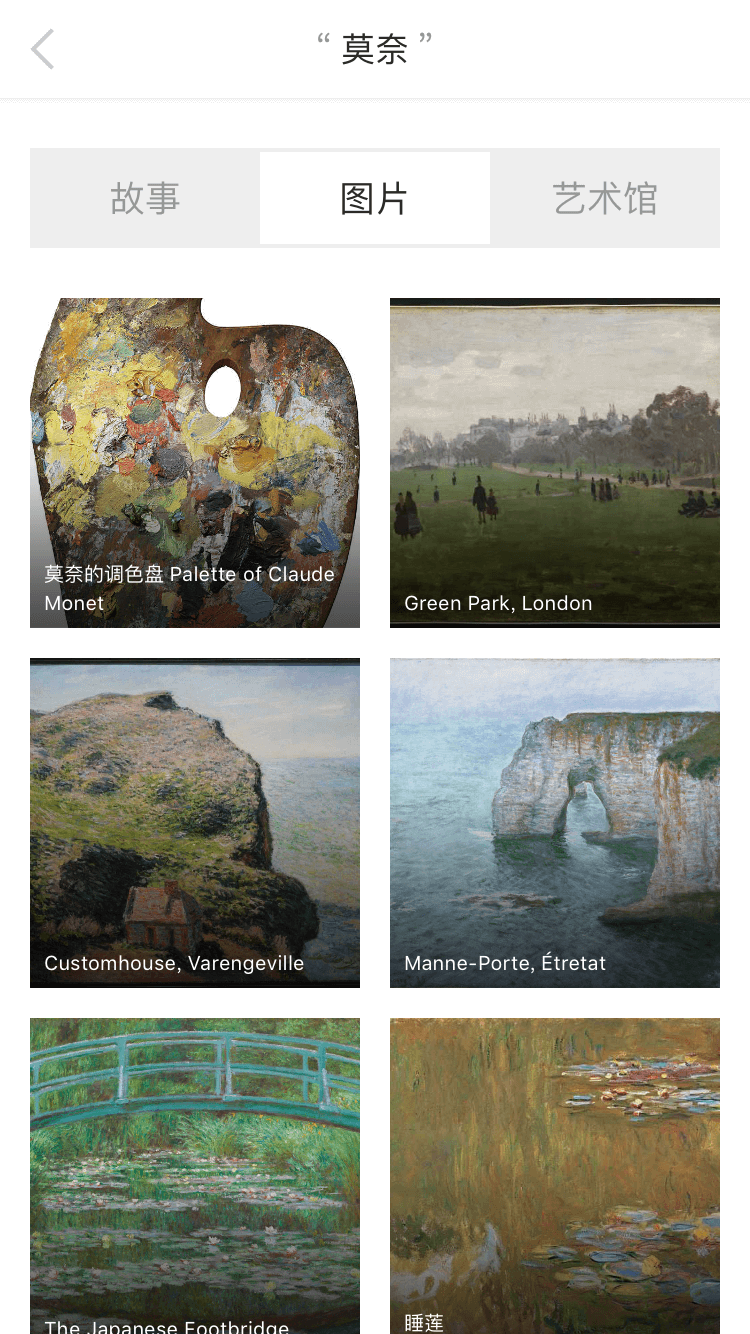 “ 莫奈 ”
故事
图片
艺术馆
莫奈的调色盘 Palette of Claude
Monet
Green Park, London
Customhouse, Varengeville
Manne-Porte, Étretat
The Japanese Footbridge
睡莲